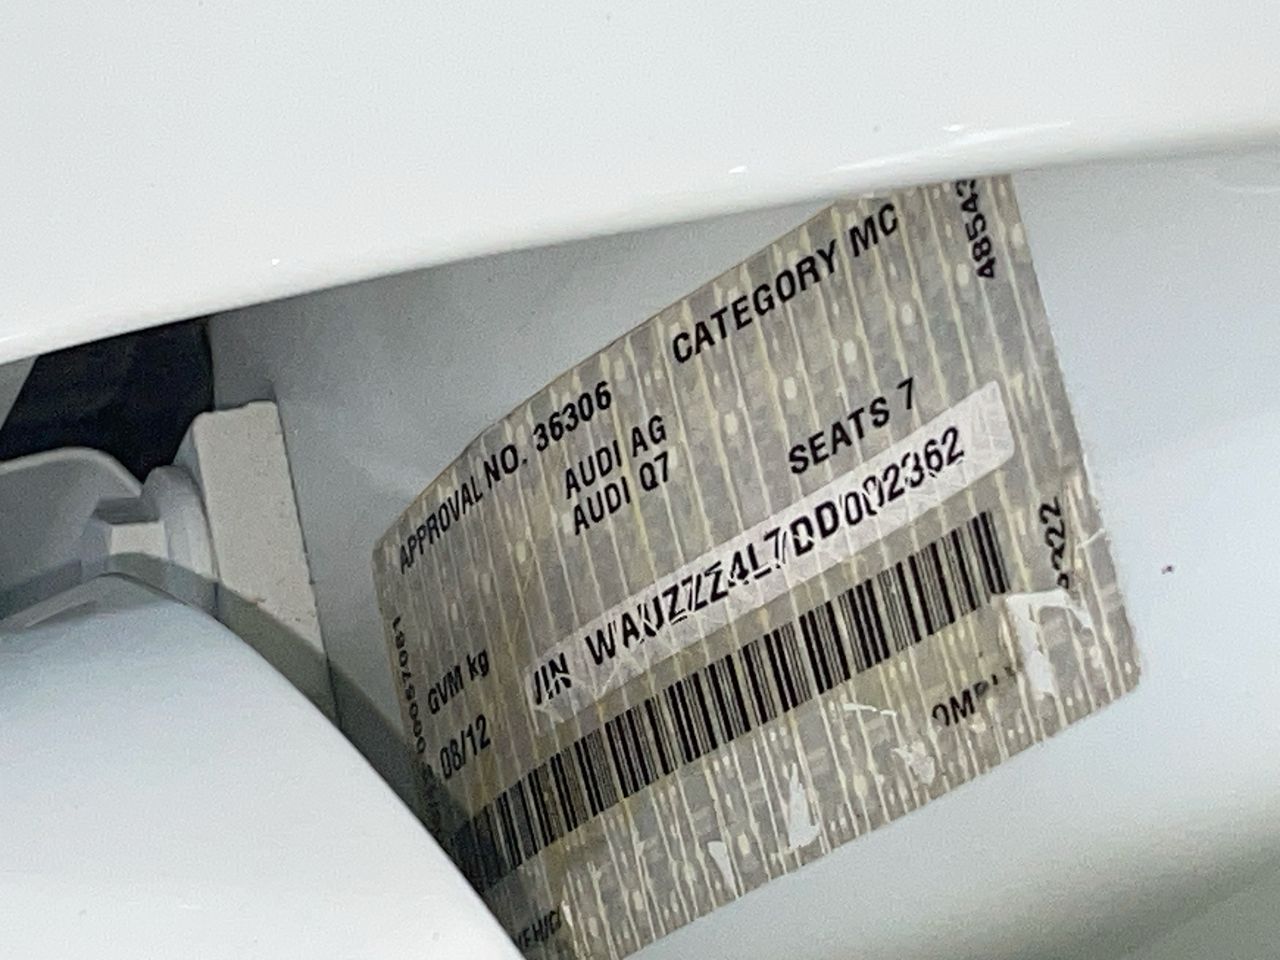 APPROVAL NO. 36306 CATEGORY MC
AUDI AG
AUDI Q7 SEATS 7
GVM kg
VIN WAUZZZ4L7DD002362
08/12